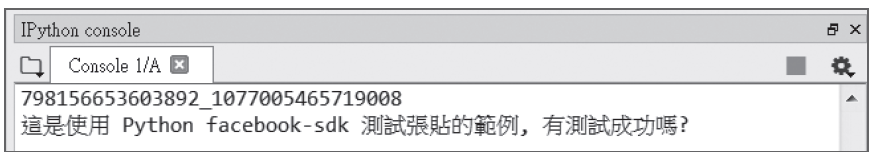 IPython console
Console 1/A
798156653603892_1077005465719008
這是使用 Python facebook-sdk 測試張貼的範例, 有測試成功嗎?